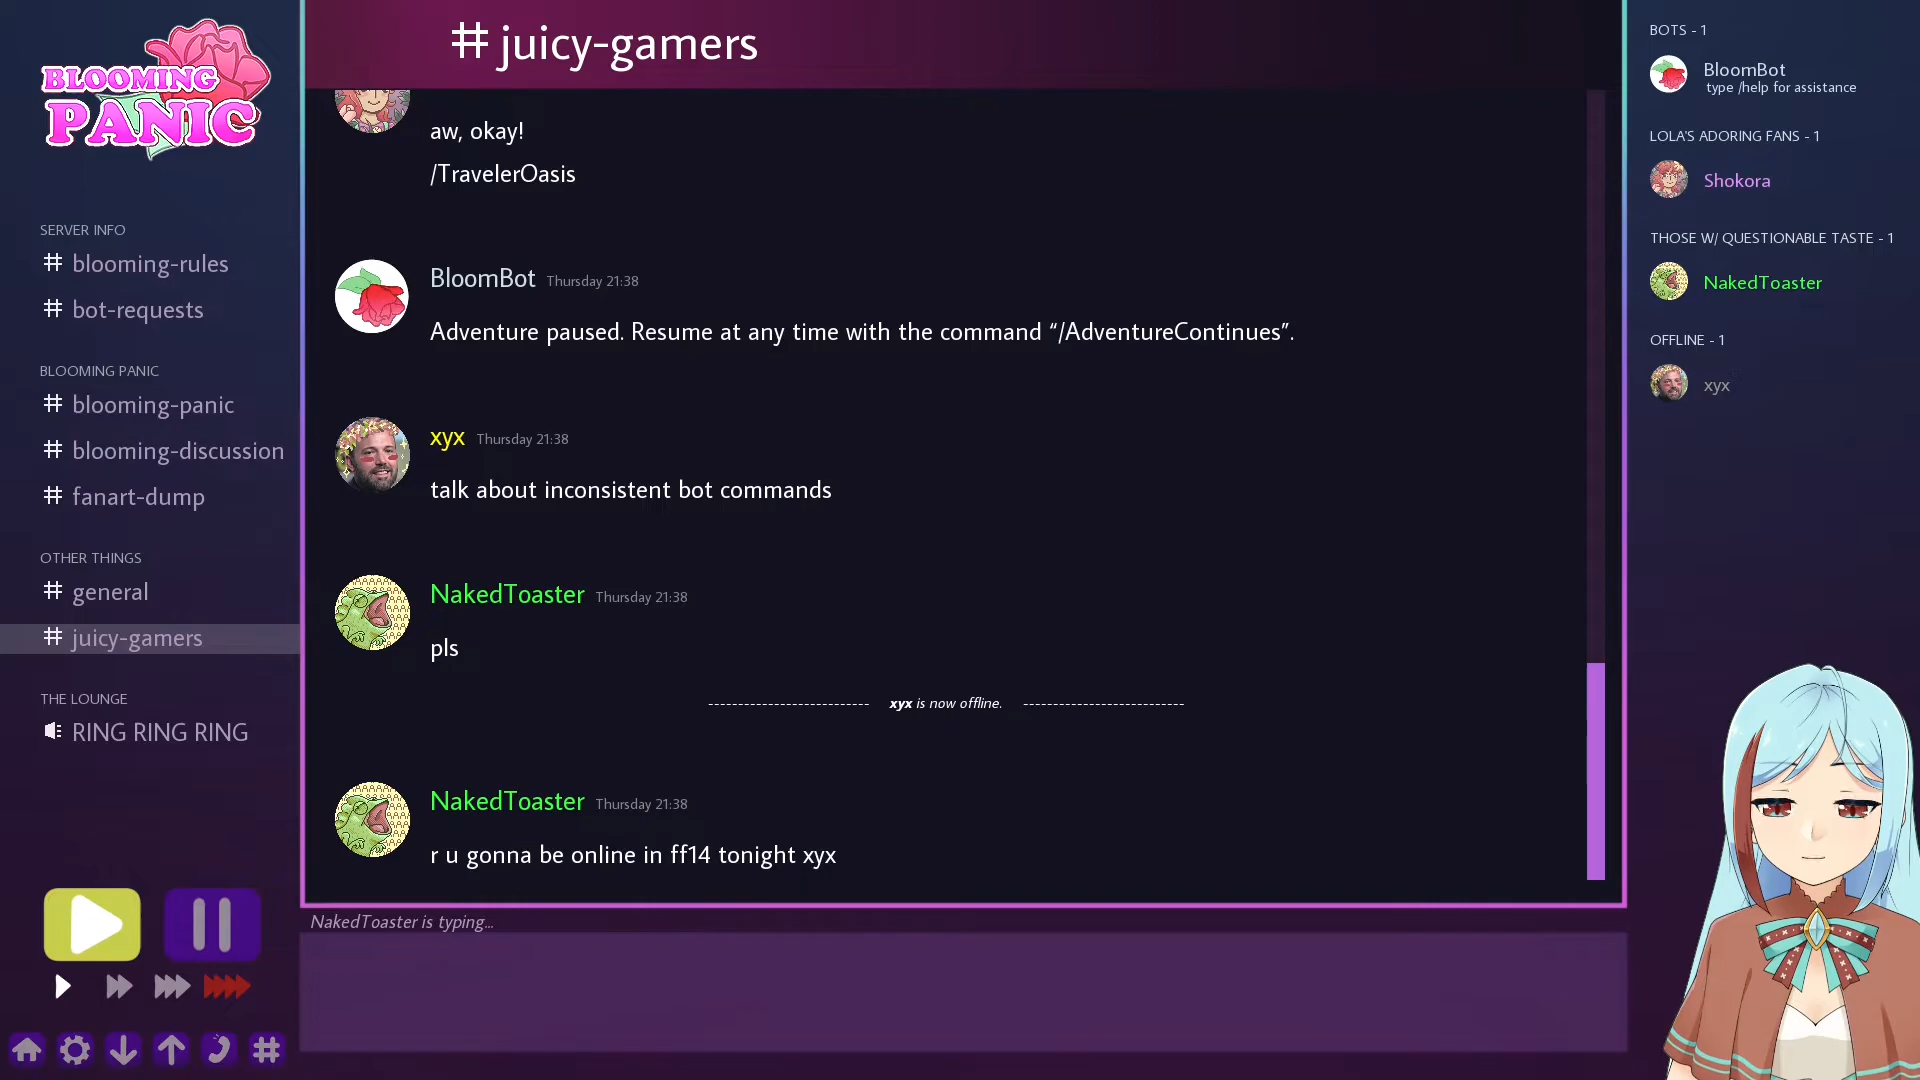 BLOOMING
PANIC
SERVER INFO
# blooming-rules
# bot-requests
BLOOMING PANIC
# blooming-panic
# blooming-discussion
# fanart-dump
OTHER THINGS
# general
# juicy-gamers
THE LOUNGE
RING RING RING
# juicy-gamers
aw, okay!
/TravelerOasis
BloomBot Thursday 21:38
Adventure paused. Resume at any time with the command “/AdventureContinues”.
xyx Thursday 21:38
talk about inconsistent bot commands
NakedToaster Thursday 21:38
pls
--------------------------- xyx is now offline. ---------------------------
NakedToaster Thursday 21:38
r u gonna be online in ff14 tonight xyx
NakedToaster is typing...
BOTS - 1
BloomBot
type /help for assistance
LOLA'S ADORING FANS - 1
Shokora
THOSE W/ QUESTIONABLE TASTE - 1
NakedToaster
OFFLINE - 1
xyx